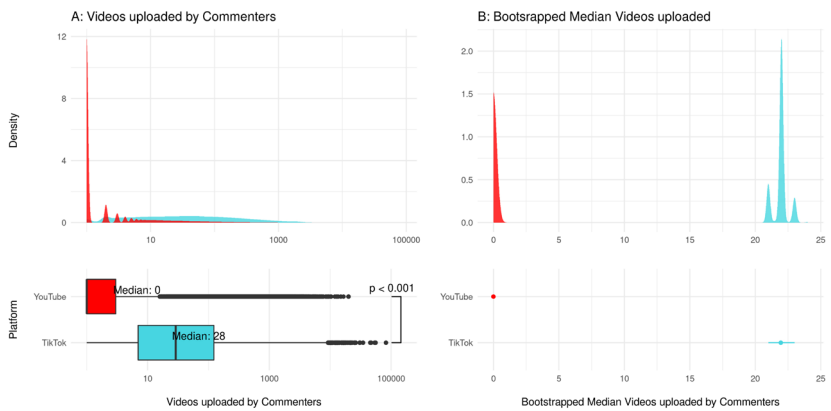 A: Videos uploaded by Commenters
12
8
4
0
Density
10
1000
100000
YouTube
TikTok
Platform
Median: 0
Median: 28
p < 0.001
10
1000
100000
Videos uploaded by Commenters
B: Bootsrapped Median Videos uploaded
2.0
1.5
1.0
0.5
0.0
0
5
10
15
20
25
YouTube
TikTok
0
5
10
15
20
25
Bootstrapped Median Videos uploaded by Commenters